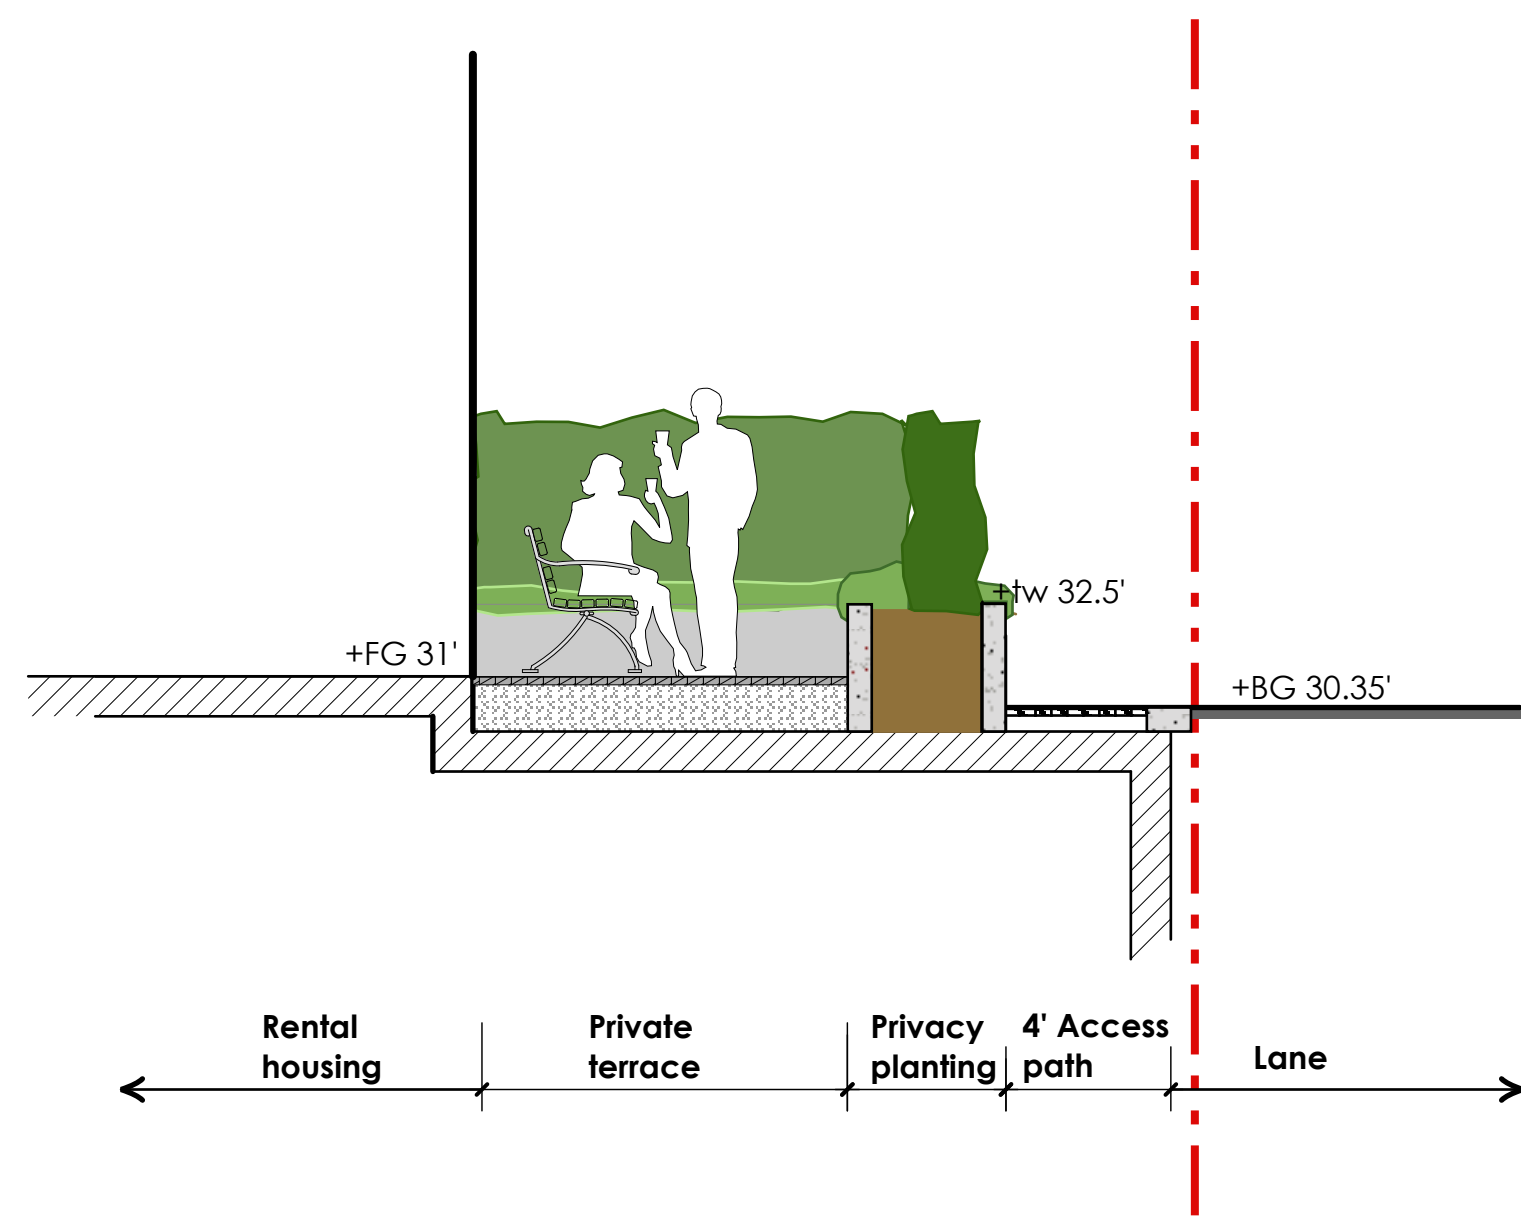 +tw 32.5'
+FG 31'
+BG 30.35'
Rental
housing
Private
terrace
Privacy
planting
4' Access
path
Lane